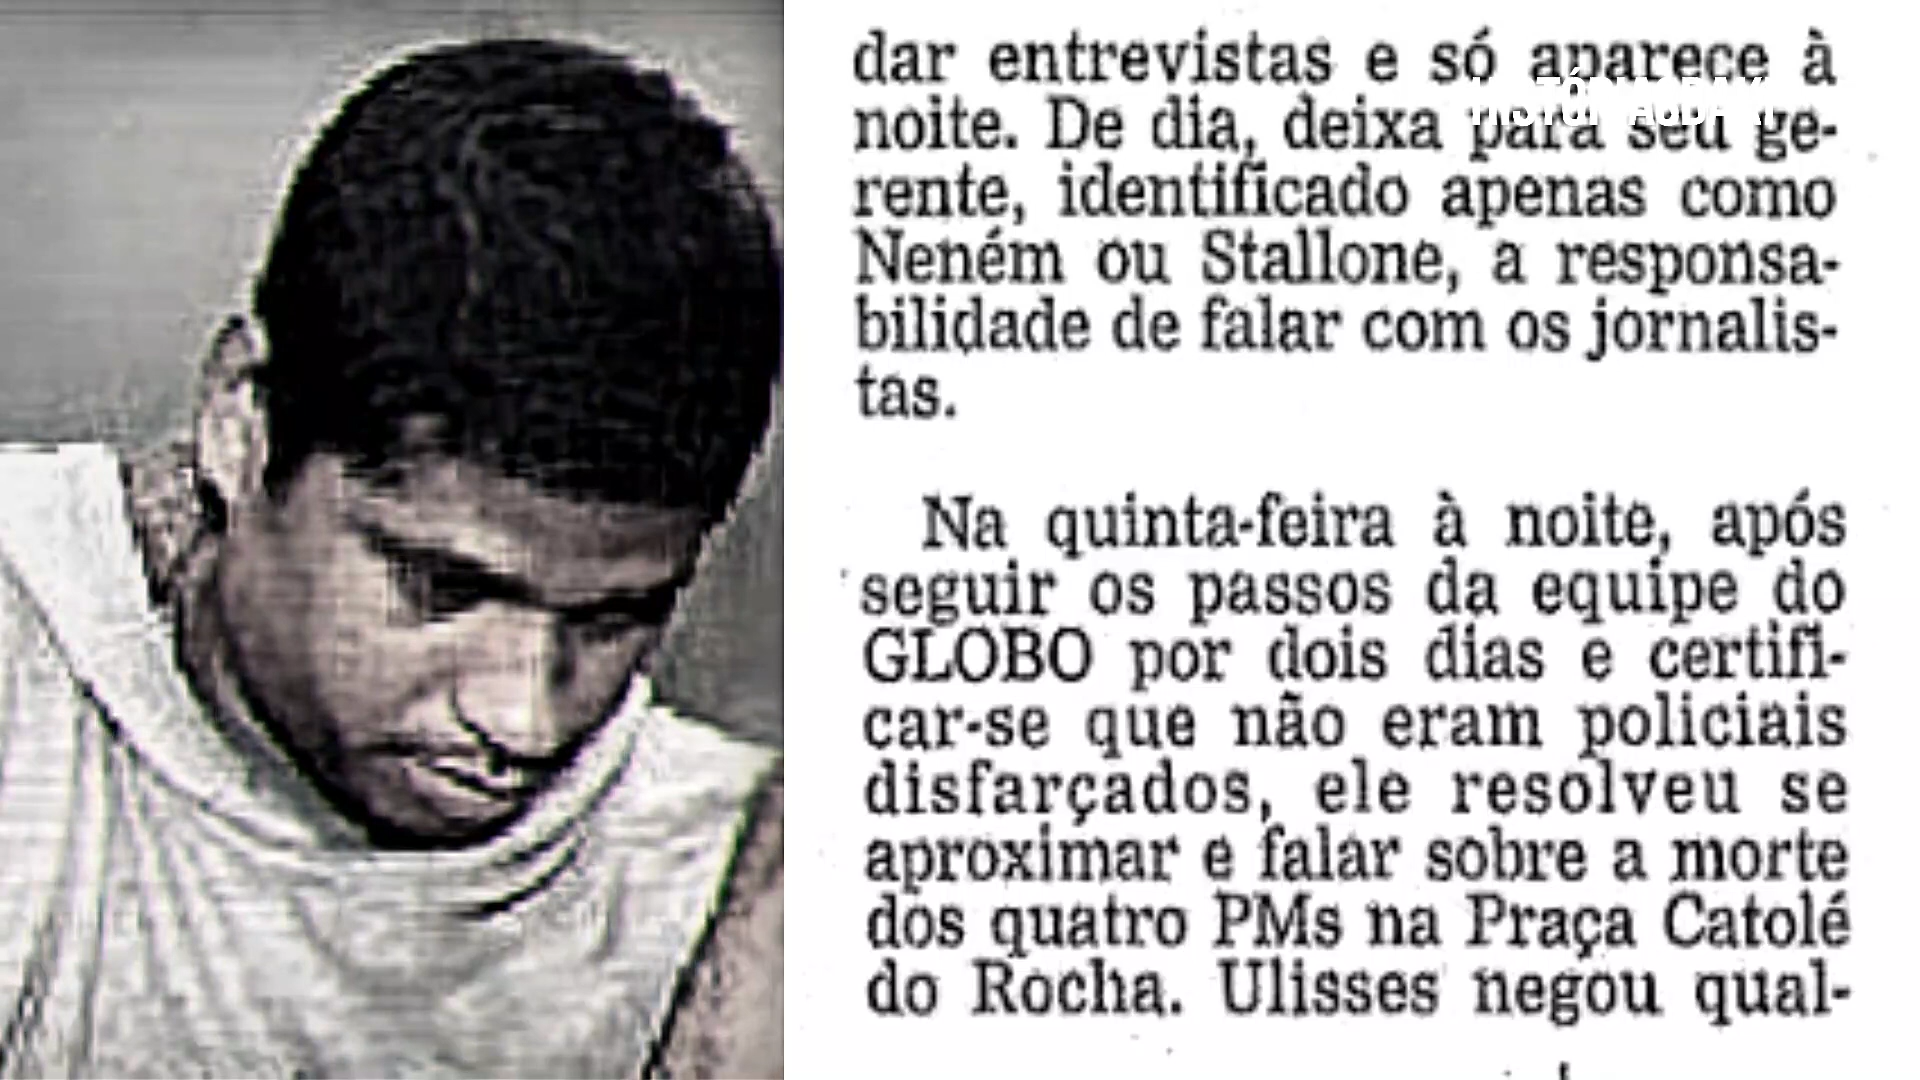 dar entrevistas e só aparece à
noite. De dia, deixa para seu ge-
rente, identificado apenas como
Neném ou Stallone, a responsa-
bilidade de falar com os jornalis-
tas.
Na quinta-feira à noite, após
seguir os passos da equipe do
GLOBO por dois dias e certifi-
car-se que não eram policiais
disfarçados, ele resolveu se
aproximar e falar sobre a morte
dos quatro PMs na Praça Catolé
do Rocha. Ulisses negou qual-